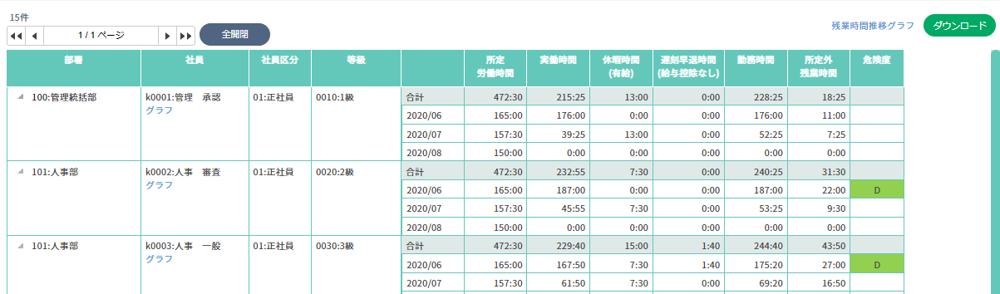 15件
1 / 1 ページ 全開閉 残業時間推移グラフ ダウンロード
部署 社員 社員区分 等級 所定 実働時間 休暇時間 遅刻早退時間 勤務時間 所定外 危険度
労働時間 (有給) (給与控除なし) 残業時間
100:管理統括部 k0001:管理　承認 01:正社員 0010:1級 合計 472:30 215:25 13:00 0:00 228:25 18:25
グラフ 2020/06 165:00 176:00 0:00 0:00 176:00 11:00
2020/07 157:30 39:25 13:00 0:00 52:25 7:25
2020/08 150:00 0:00 0:00 0:00 0:00 0:00
101:人事部 k0002:人事　審査 01:正社員 0020:2級 合計 472:30 232:55 7:30 0:00 240:25 31:30
グラフ 2020/06 165:00 187:00 0:00 0:00 187:00 22:00 D
2020/07 157:30 45:55 7:30 0:00 53:25 9:30
2020/08 150:00 0:00 0:00 0:00 0:00 0:00
101:人事部 k0003:人事　一般 01:正社員 0030:3級 合計 472:30 229:40 15:00 1:40 244:40 43:50
グラフ 2020/06 165:00 167:50 7:30 1:40 175:20 27:00 D
2020/07 157:30 61:50 7:30 0:00 69:20 16:50